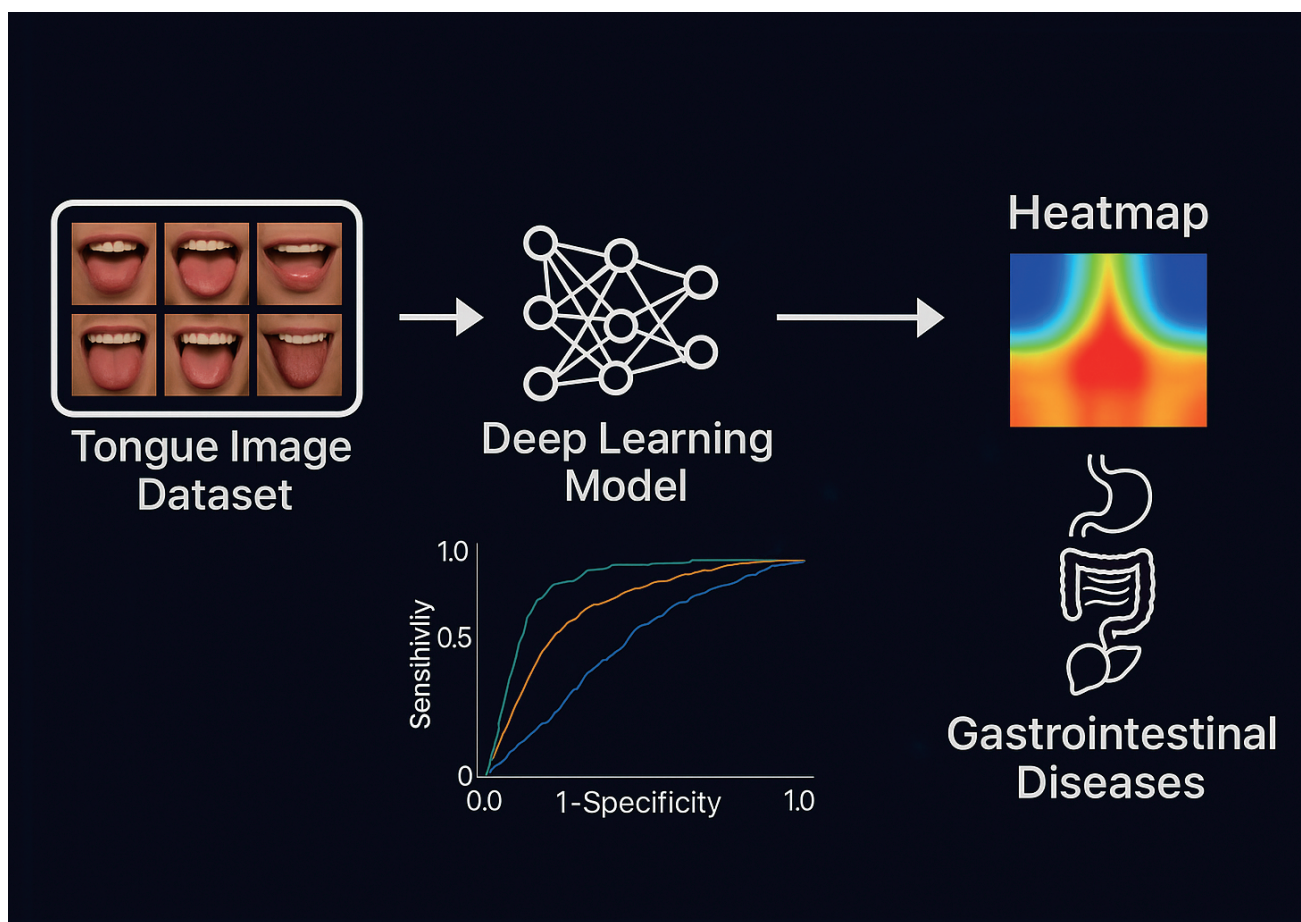 Tongue Image
Dataset
Deep Learning
Model
Heatmap
Gastrointestinal
Diseases
Sensihivliy
1.0
0.5
0
0.0
1-Specificity
1.0